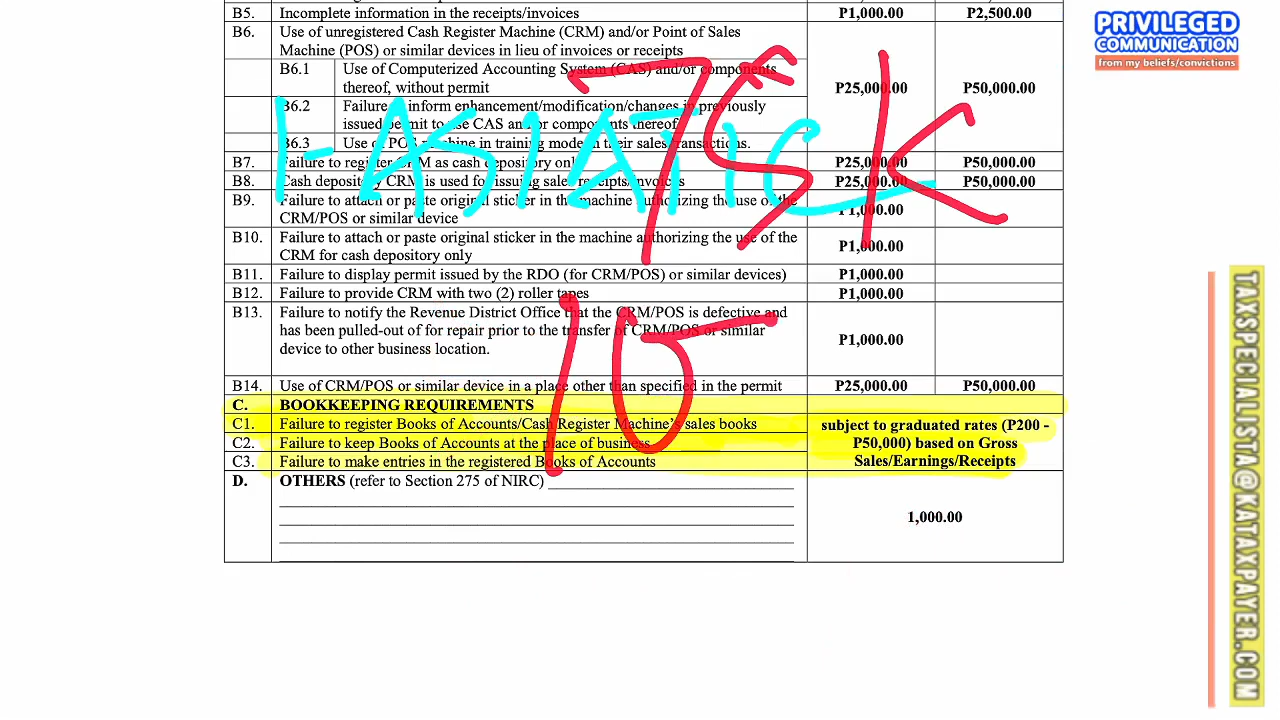 B5. Incomplete information in the receipts/invoices P1,000.00 P2,500.00
B6. Use of unregistered Cash Register Machine (CRM) and/or Point of Sales
Machine (POS) or similar devices in lieu of invoices or receipts
B6.1 Use of Computerized Accounting System (CAS) and/or components
thereof, without permit
P25,000.00 P50,000.00
B6.2 Failure to inform enhancement/modification/changes in previously
issued permit to use CAS and/or components thereof
B6.3 Use of POS machine in training mode in their sales transactions.
B7. Failure to register CRM as cash depository only P25,000.00 P50,000.00
B8. Cash depository CRM is used for issuing sales receipts/invoices P25,000.00 P50,000.00
B9. Failure to attach or paste original sticker in the machine authorizing the use of the
CRM/POS or similar device P1,000.00
B10. Failure to attach or paste original sticker in the machine authorizing the use of the
CRM for cash depository only P1,000.00
B11. Failure to display permit issued by the RDO (for CRM/POS) or similar devices) P1,000.00
B12. Failure to provide CRM with two (2) roller tapes P1,000.00
B13. Failure to notify the Revenue District Office that the CRM/POS is defective and
has been pulled-out of for repair prior to the transfer of CRM/POS or similar
device to other business location. P1,000.00
B14. Use of CRM/POS or similar device in a place other than specified in the permit P25,000.00 P50,000.00
C. BOOKKEEPING REQUIREMENTS
C1. Failure to register Books of Accounts/Cash Register Machine's sales books
C2. Failure to keep Books of Accounts at the place of business
C3. Failure to make entries in the registered Books of Accounts
subject to graduated rates (P200 -
P50,000) based on Gross
Sales/Earnings/Receipts
D. OTHERS (refer to Section 275 of NIRC)
1,000.00
1-ASIATIC
75K
15
PRIVILEGED
COMMUNICATION
from my beliefs/convictions
TAXSPECIALISTA@KATAXPAYER.COM